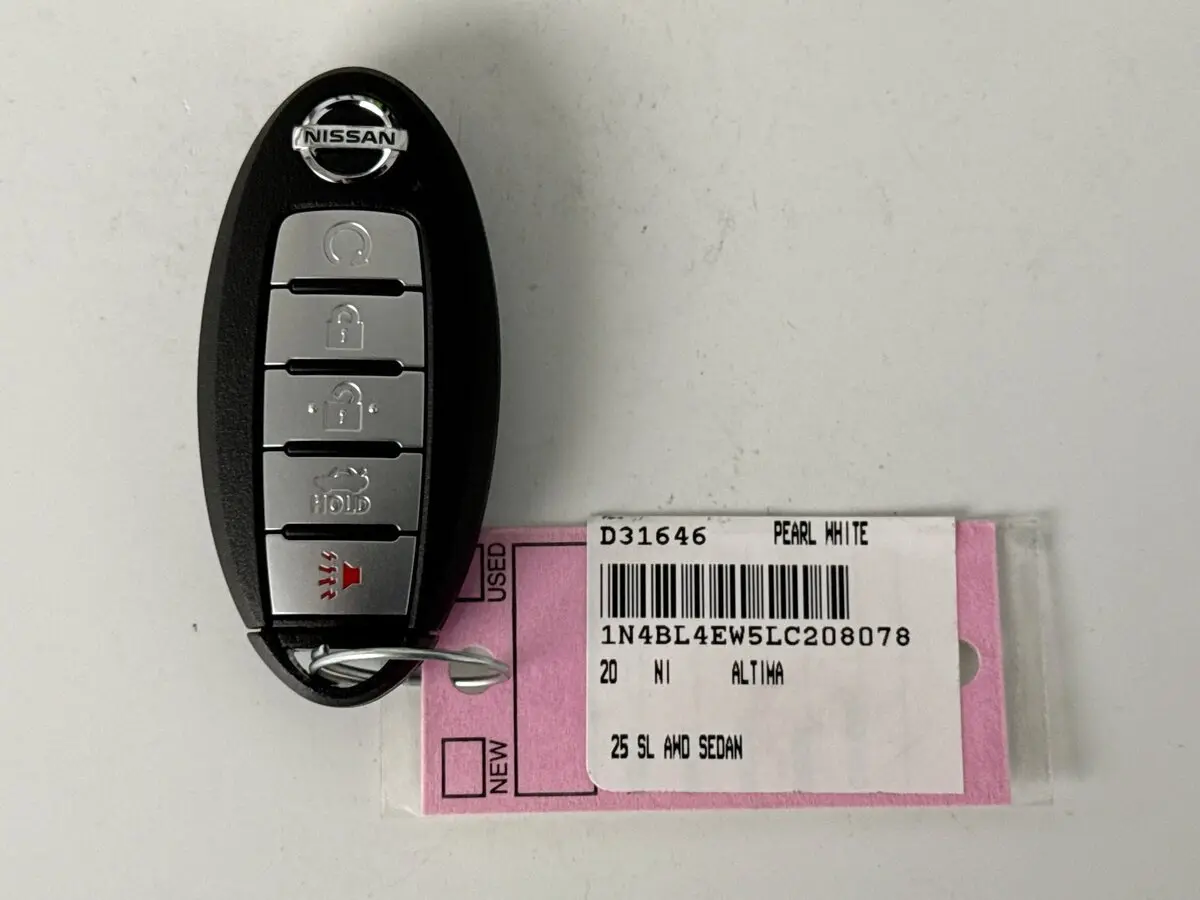 NISSAN
HOLD
USED
NEW
D31646 PEARL WHITE
1N4BL4EW5LC208078
20 NI ALTIMA
25 SL AWD SEDAN